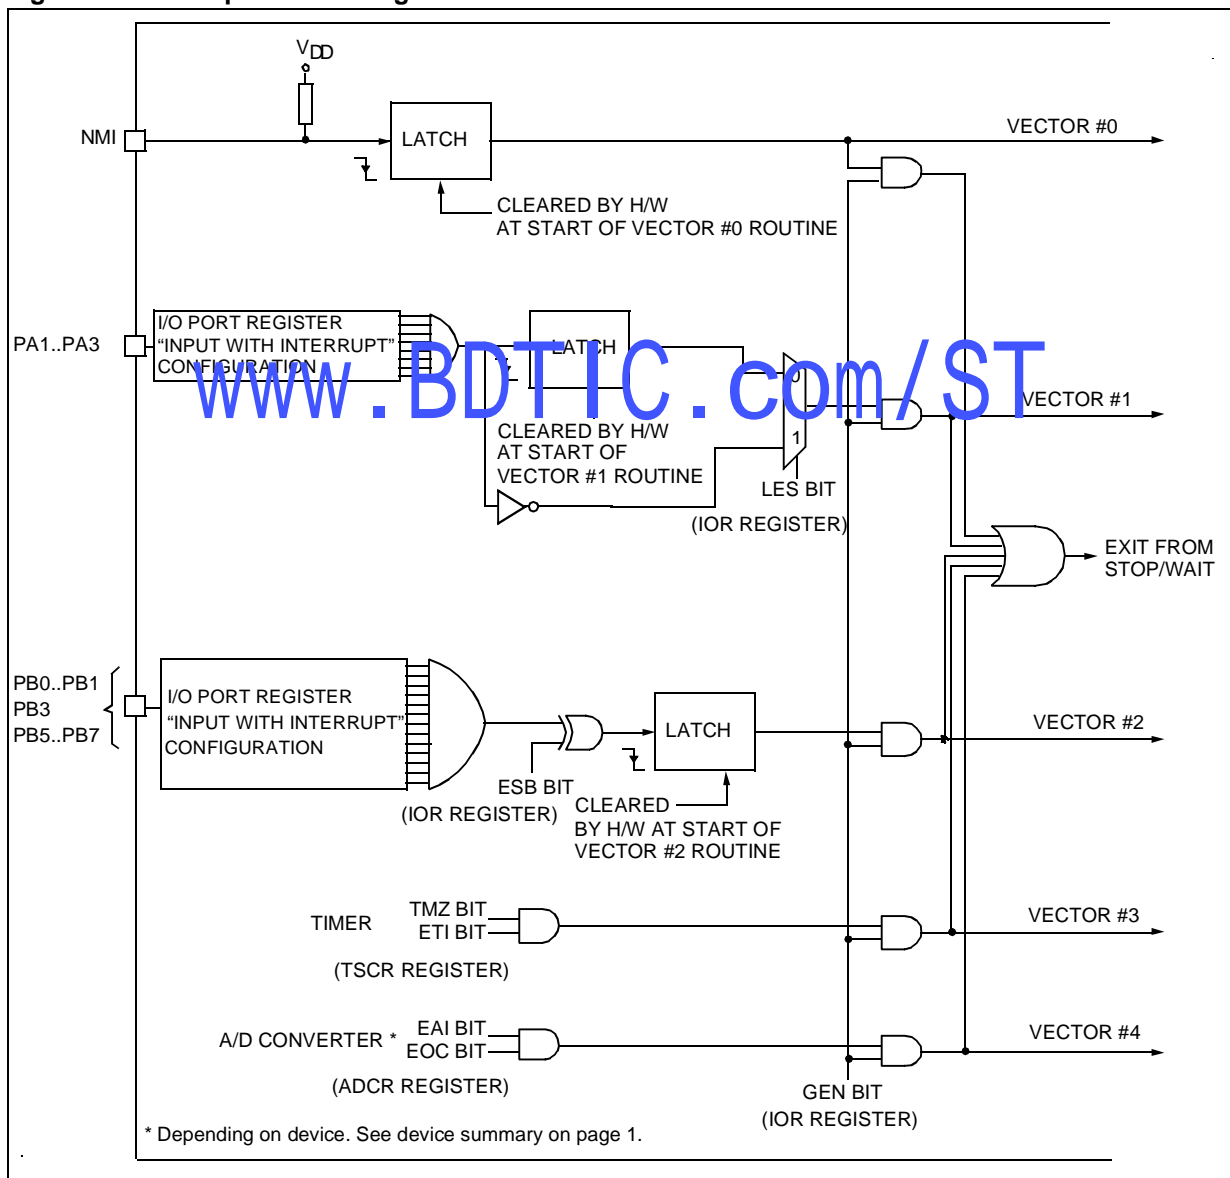 V DD
NMI
LATCH
VECTOR #0
CLEARED BY H/W
AT START OF VECTOR #0 ROUTINE
PA1..PA3
I/O PORT REGISTER
“INPUT WITH INTERRUPT”
CONFIGURATION
LATCH
0
1
www.BDTIC.com/ST
VECTOR #1
CLEARED BY H/W
AT START OF
VECTOR #1 ROUTINE
LES BIT
(IOR REGISTER)
EXIT FROM
STOP/WAIT
PB0..PB1
PB3
PB5..PB7
I/O PORT REGISTER
“INPUT WITH INTERRUPT”
CONFIGURATION
LATCH
VECTOR #2
ESB BIT
(IOR REGISTER)
CLEARED
BY H/W AT START OF
VECTOR #2 ROUTINE
TIMER
TMZ BIT
ETI BIT
(TSCR REGISTER)
VECTOR #3
A/D CONVERTER *
EAI BIT
EOC BIT
(ADCR REGISTER)
VECTOR #4
GEN BIT
(IOR REGISTER)
* Depending on device. See device summary on page 1.